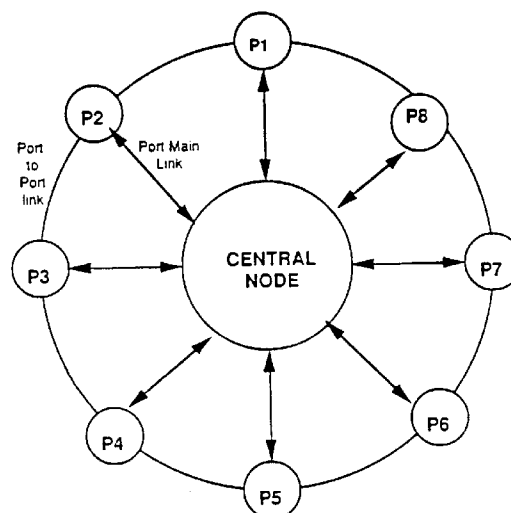 P1
P2
P8
Port
to
Port
link
Port Main
Link
P3
CENTRAL
NODE
P7
P4
P6
P5